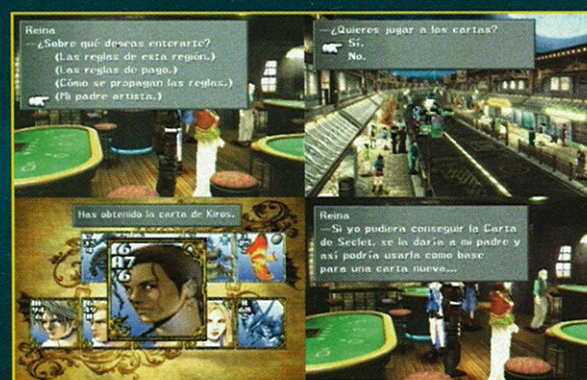 Reina
—¿Sobre qué deseas enterarte?
(Las reglas de esta región.)
(Las reglas de pago.)
(Cómo se propagan las reglas.)
(Mi padre artista.)
—¿Quieres jugar a las cartas?
Sí.
No.
Has obtenido la carta de Kiros.
6
A 7
6
Reina
—Si yo pudiera conseguir la Carta
de Seclet, se la daría a mi padre y
así podría usarla como base
para una carta nueva...